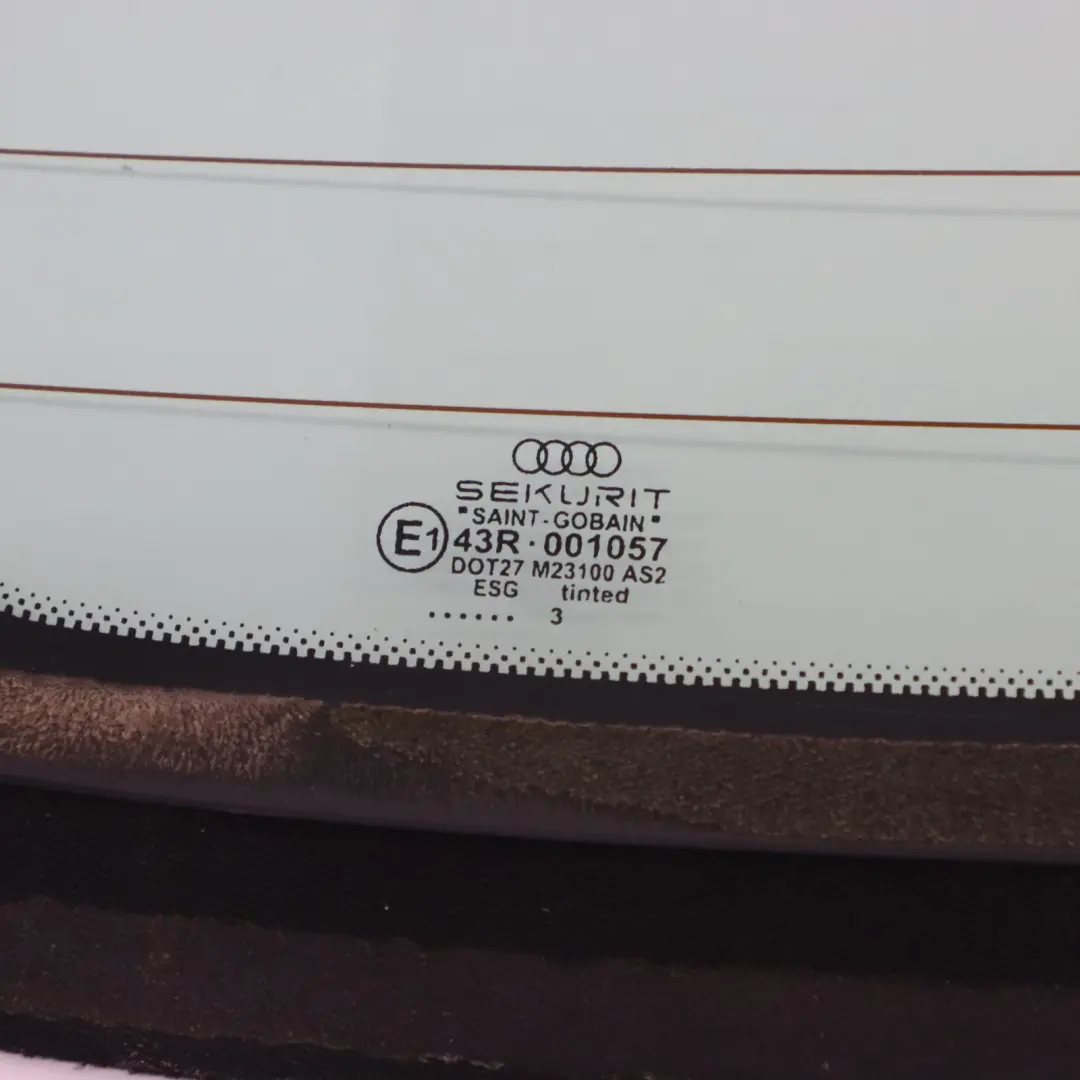 SEKURIT
"SAINT-GOBAIN"
E1 43R·001057
DOT27 M23100 AS2
ESG tinted
...... 3